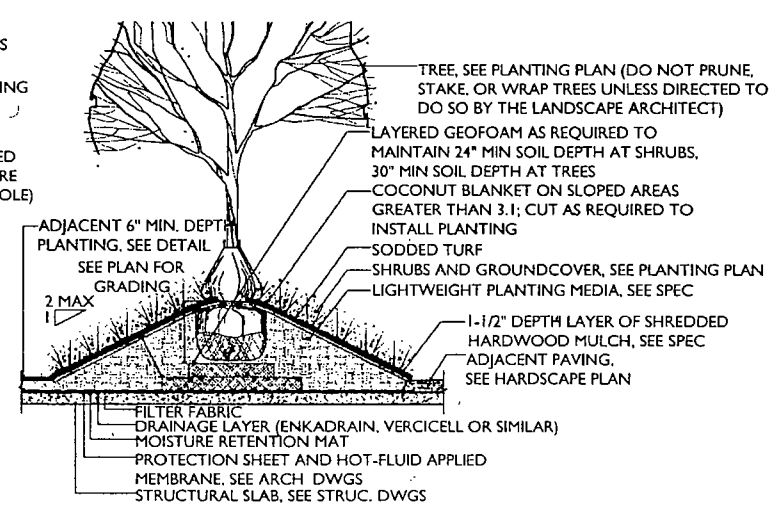 S
ING
ED
RE
OLE)
TREE, SEE PLANTING PLAN (DO NOT PRUNE,
STAKE, OR WRAP TREES UNLESS DIRECTED TO
DO SO BY THE LANDSCAPE ARCHITECT)
LAYERED GEOFOAM AS REQUIRED TO
MAINTAIN 24" MIN SOIL DEPTH AT SHRUBS,
30" MIN SOIL DEPTH AT TREES
COCONUT BLANKET ON SLOPED AREAS
GREATER THAN 3.1; CUT AS REQUIRED TO
INSTALL PLANTING
ADJACENT 6" MIN. DEPTH
PLANTING, SEE DETAIL
SEE PLAN FOR
GRADING
2 MAX
1
SODDED TURF
SHRUBS AND GROUNDCOVER, SEE PLANTING PLAN
LIGHTWEIGHT PLANTING MEDIA, SEE SPEC
1-1/2" DEPTH LAYER OF SHREDDED
HARDWOOD MULCH, SEE SPEC
ADJACENT PAVING,
SEE HARDSCAPE PLAN
FILTER FABRIC
DRAINAGE LAYER (ENKADRAIN, VERCICELL OR SIMILAR)
MOISTURE RETENTION MAT
PROTECTION SHEET AND HOT-FLUID APPLIED
MEMBRANE, SEE ARCH DWGS
STRUCTURAL SLAB, SEE STRUC. DWGS